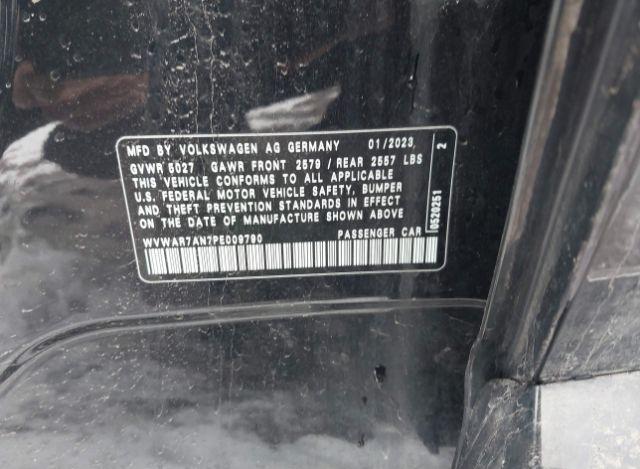 MFD BY VOLKSWAGEN AG GERMANY 01/2023
GVWR 5027 GAWR FRONT 2579 / REAR 2557 LBS
THIS VEHICLE CONFORMS TO ALL APPLICABLE
U.S. FEDERAL MOTOR VEHICLE SAFETY, BUMPER
AND THEFT PREVENTION STANDARDS IN EFFECT
ON THE DATE OF MANUFACTURE SHOWN ABOVE
WVWAR7AN7PE009790 PASSENGER CAR
0520251 2